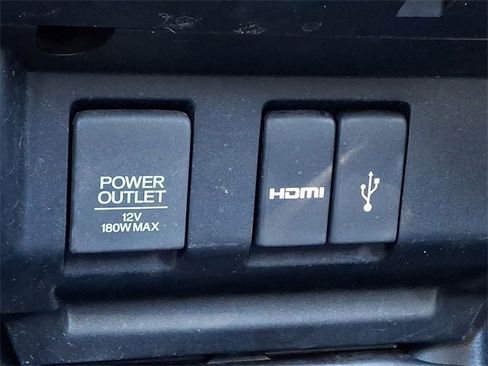 POWER
OUTLET
12V
180W MAX
HDMI